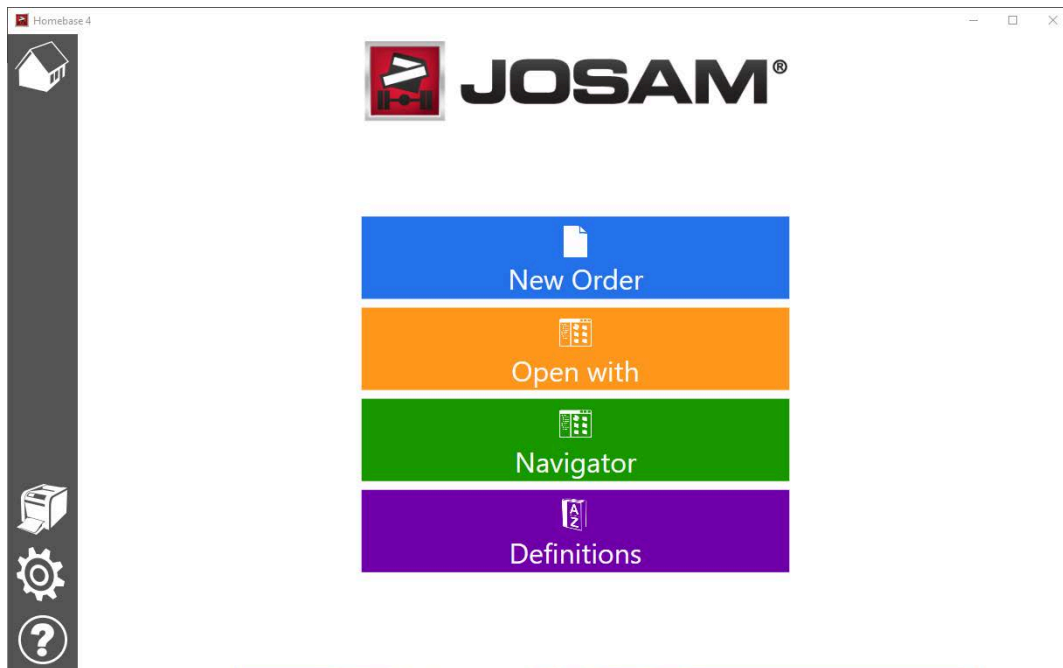 Homebase 4
JOSAM®
New Order
Open with
Navigator
A
Z
Definitions
?